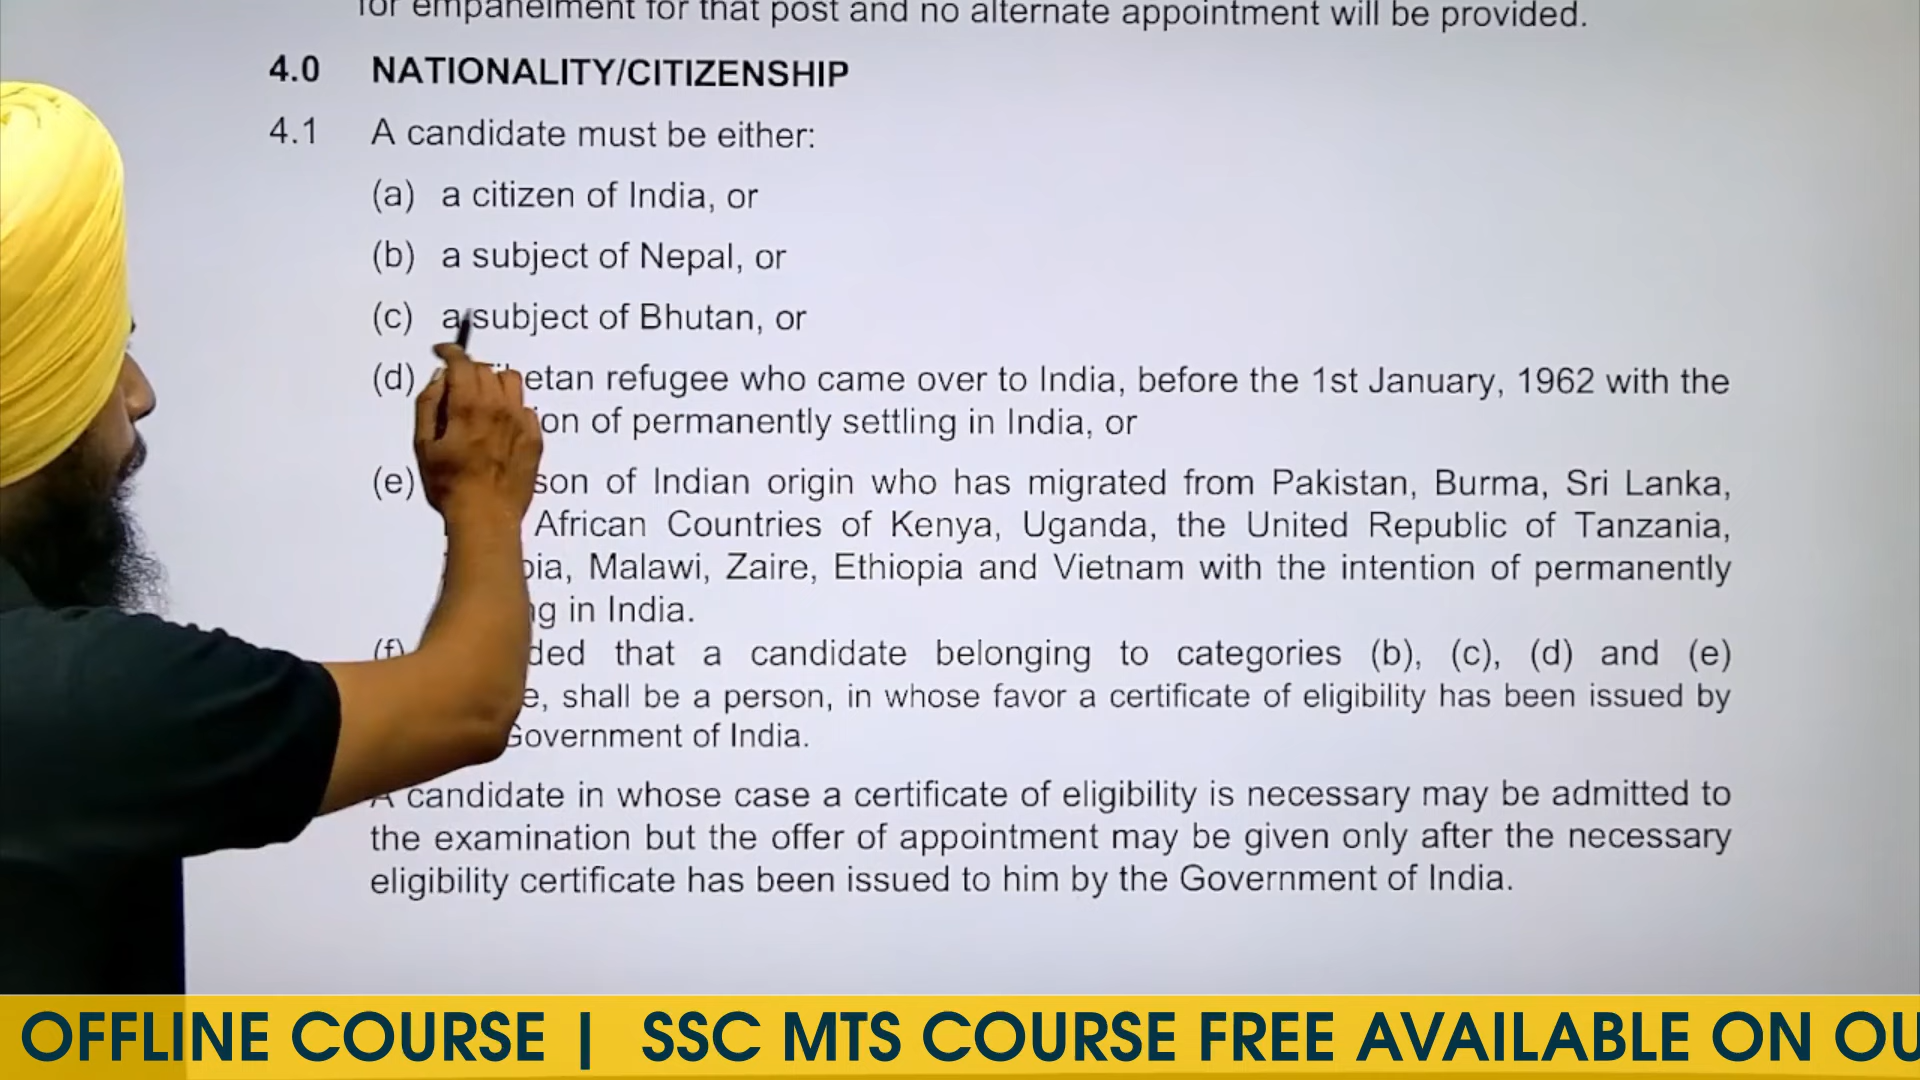 for empanelment for that post and no alternate appointment will be provided.
4.0 NATIONALITY/CITIZENSHIP
4.1 A candidate must be either:
(a) a citizen of India, or
(b) a subject of Nepal, or
(c) a subject of Bhutan, or
(d) refugee who came over to India, before the 1st January, 1962 with the
of permanently settling in India, or
(e) of Indian origin who has migrated from Pakistan, Burma, Sri Lanka,
African Countries of Kenya, Uganda, the United Republic of Tanzania,
Malawi, Zaire, Ethiopia and Vietnam with the intention of permanently
in India.
(f) that a candidate belonging to categories (b), (c), (d) and (e)
shall be a person, in whose favor a certificate of eligibility has been issued by
Government of India.
A candidate in whose case a certificate of eligibility is necessary may be admitted to
the examination but the offer of appointment may be given only after the necessary
eligibility certificate has been issued to him by the Government of India.
OFFLINE COURSE | SSC MTS COURSE FREE AVAILABLE ON OU